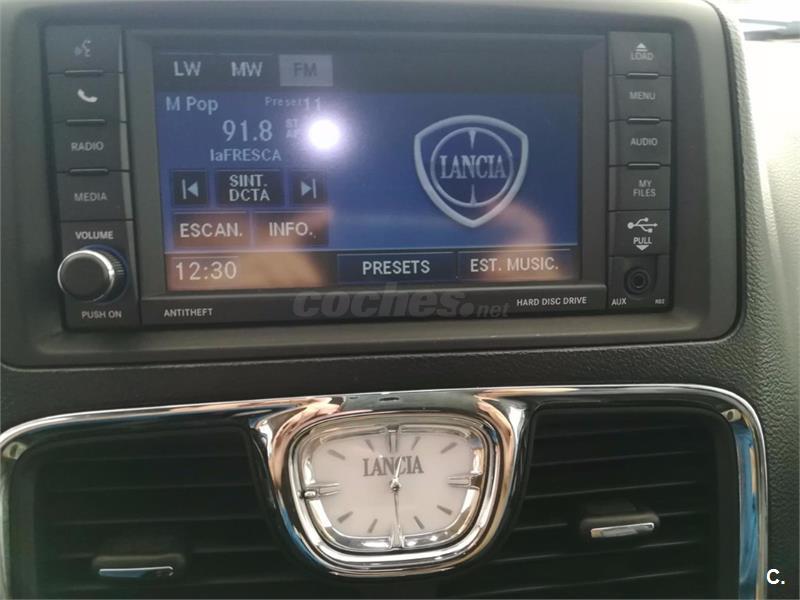 LW MW FM
LOAD
M Pop Preset 11
MENU
91.8 ST
RADIO
laFRESCA
AUDIO
LANCIA
SINT.
DCTA
MEDIA
MY
FILES
ESCAN. INFO.
VOLUME
PULL
12:30 PRESETS EST. MUSIC.
PUSH ON
ANTITHEFT
coches.net
HARD DISC DRIVE
AUX
RB2
LANCIA
C.